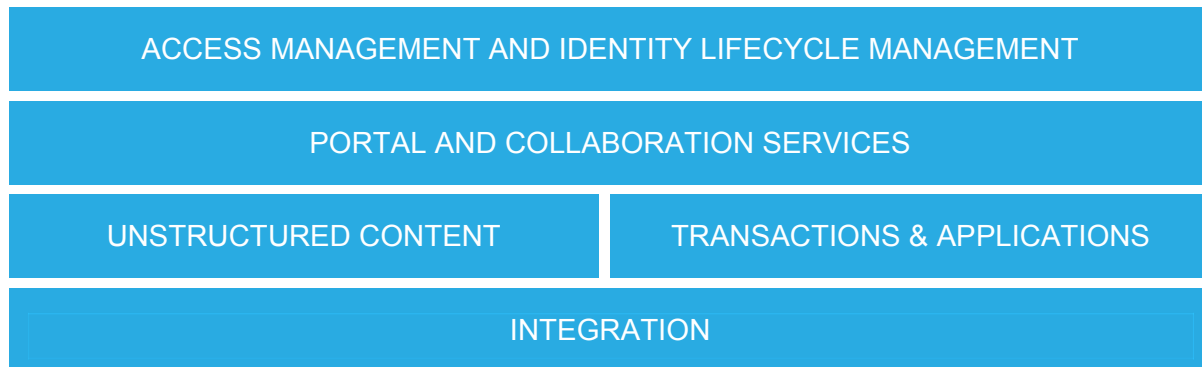 ACCESS MANAGEMENT AND IDENTITY LIFECYCLE MANAGEMENT
PORTAL AND COLLABORATION SERVICES
UNSTRUCTURED CONTENT
TRANSACTIONS & APPLICATIONS
INTEGRATION